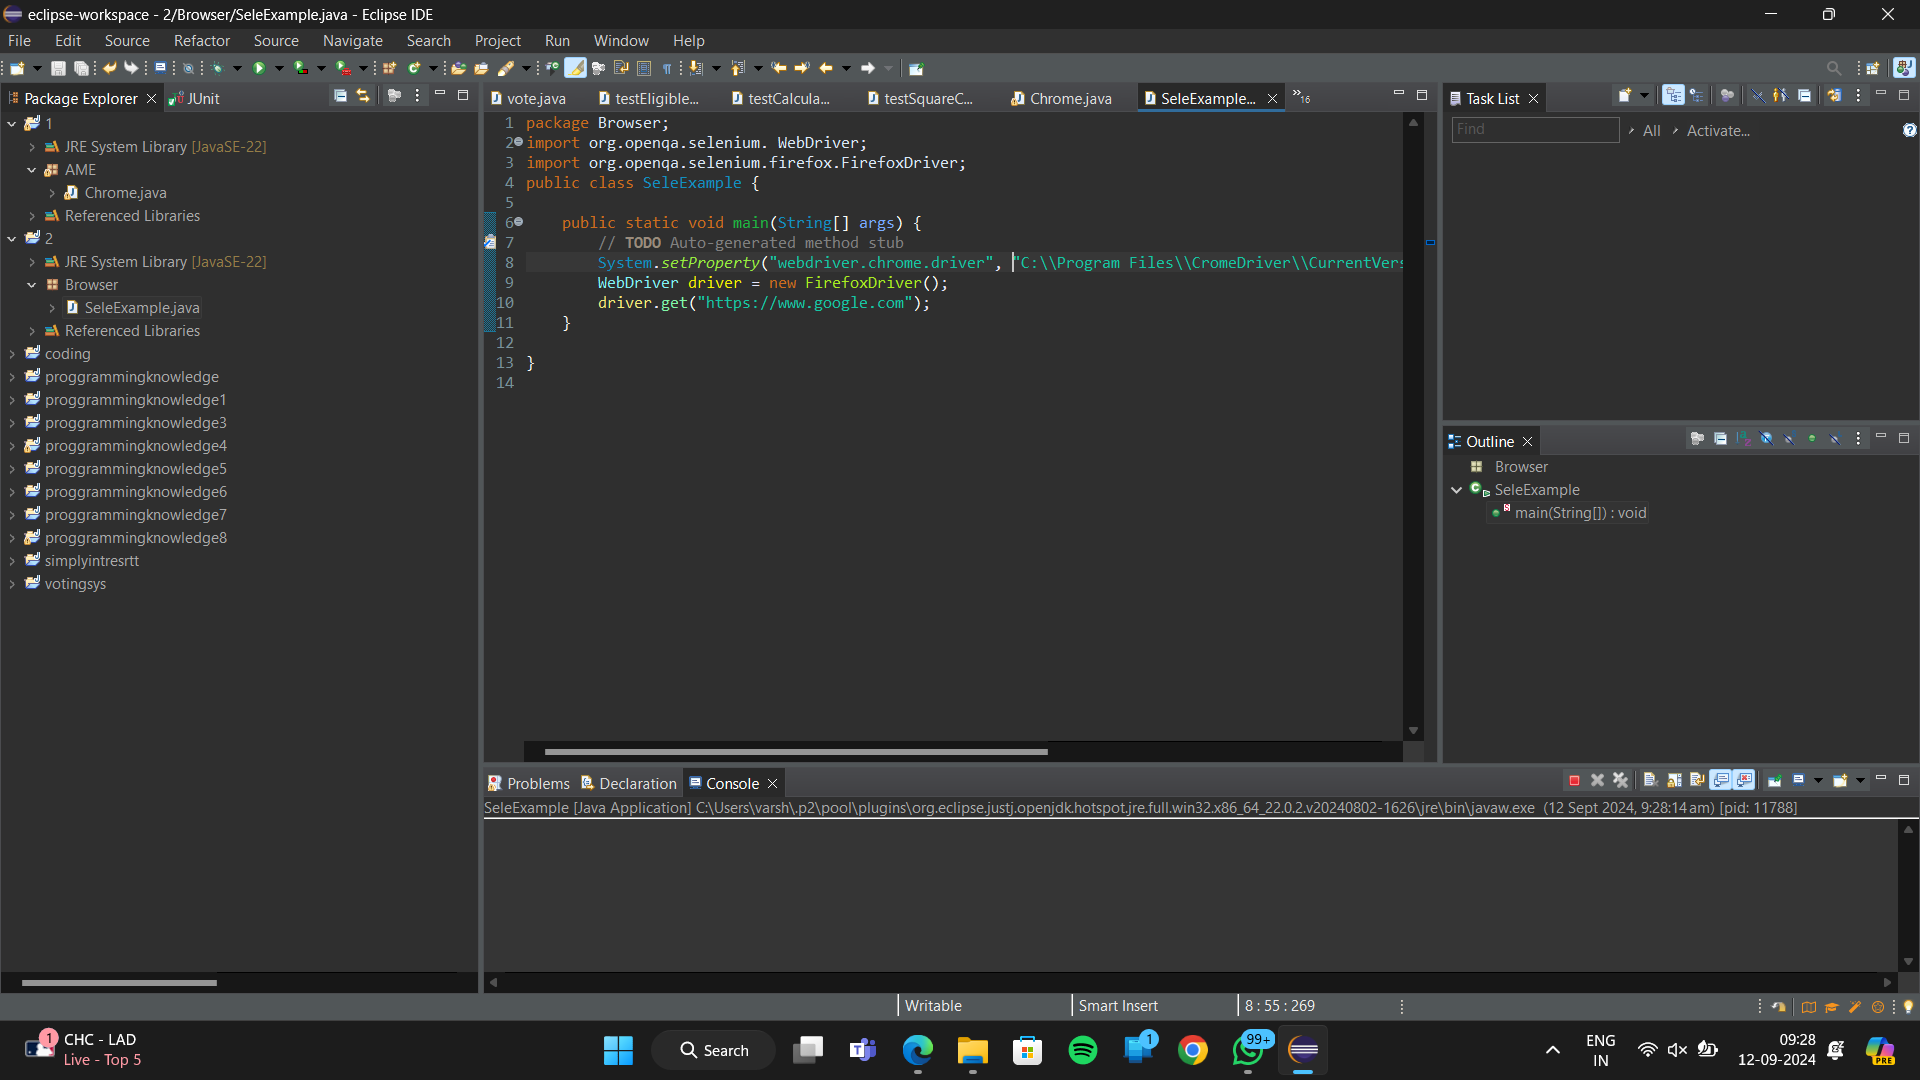 eclipse-workspace - 2/Browser/SeleExample.java - Eclipse IDE
File Edit Source Refactor Source Navigate Search Project Run Window Help
Package Explorer JUnit
1
JRE System Library [JavaSE-22]
AME
Chrome.java
Referenced Libraries
2
JRE System Library [JavaSE-22]
Browser
SeleExample.java
Referenced Libraries
coding
proggrammingknowledge
proggrammingknowledge1
proggrammingknowledge3
proggrammingknowledge4
proggrammingknowledge5
proggrammingknowledge6
proggrammingknowledge7
proggrammingknowledge8
simplyintresrtt
votingsys
vote.java testEligible... testCalcula... testSquareC... Chrome.java SeleExample... »16
1 package Browser;
2 import org.openqa.selenium. WebDriver;
3 import org.openqa.selenium.firefox.FirefoxDriver;
4 public class SeleExample {
5
6 public static void main(String[] args) {
7 // TODO Auto-generated method stub
8 System.setProperty("webdriver.chrome.driver", "C:\\Program Files\\CromeDriver\\CurrentVers
9 WebDriver driver = new FirefoxDriver();
10 driver.get("https://www.google.com");
11 }
12
13 }
14
Task List
Find All Activate...
Outline
Browser
SeleExample
main(String[]) : void
Problems Declaration Console
SeleExample [Java Application] C:\Users\varsh\.p2\pool\plugins\org.eclipse.justj.openjdk.hotspot.jre.full.win32.x86_64_22.0.2.v20240802-1626\jre\bin\javaw.exe (12 Sept 2024, 9:28:14 am) [pid: 11788]
Writable Smart Insert 8 : 55 : 269
1 CHC - LAD
Live - Top 5
Search
1
99+
ENG
IN
09:28
12-09-2024
PRE